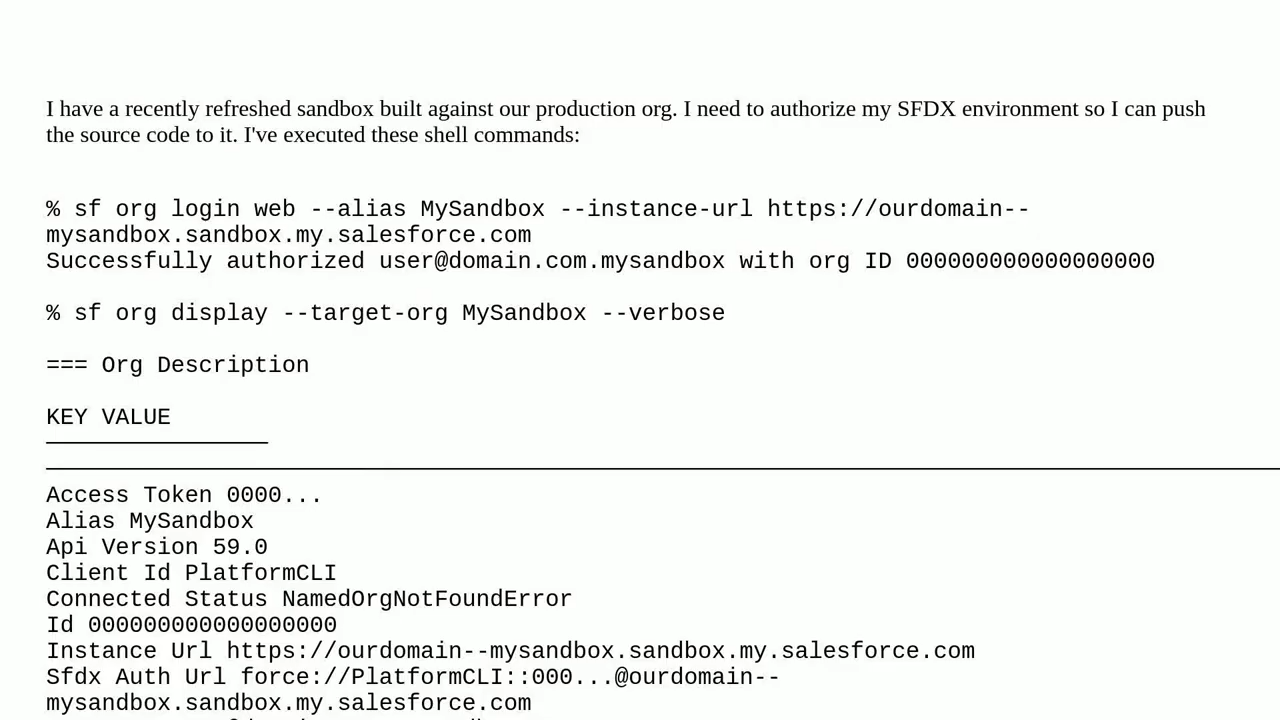 I have a recently refreshed sandbox built against our production org. I need to authorize my SFDX environment so I can push
the source code to it. I've executed these shell commands:
% sf org login web --alias MySandbox --instance-url https://ourdomain--
mysandbox.sandbox.my.salesforce.com
Successfully authorized user@domain.com.mysandbox with org ID 000000000000000000
% sf org display --target-org MySandbox --verbose
=== Org Description
KEY VALUE
Access Token 0000...
Alias MySandbox
Api Version 59.0
Client Id PlatformCLI
Connected Status NamedOrgNotFoundError
Id 000000000000000000
Instance Url https://ourdomain--mysandbox.sandbox.my.salesforce.com
Sfdx Auth Url force://PlatformCLI::000...@ourdomain--
mysandbox.sandbox.my.salesforce.com